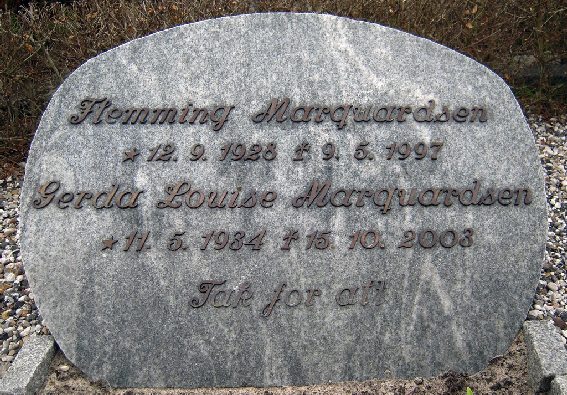 Flemming Marquardsen
★ 12. 9. 1928 ✝ 9. 5. 1997
Gerda Louise Marquardsen
★ 11. 5. 1934 ✝ 15. 10. 2003
Tak for alt